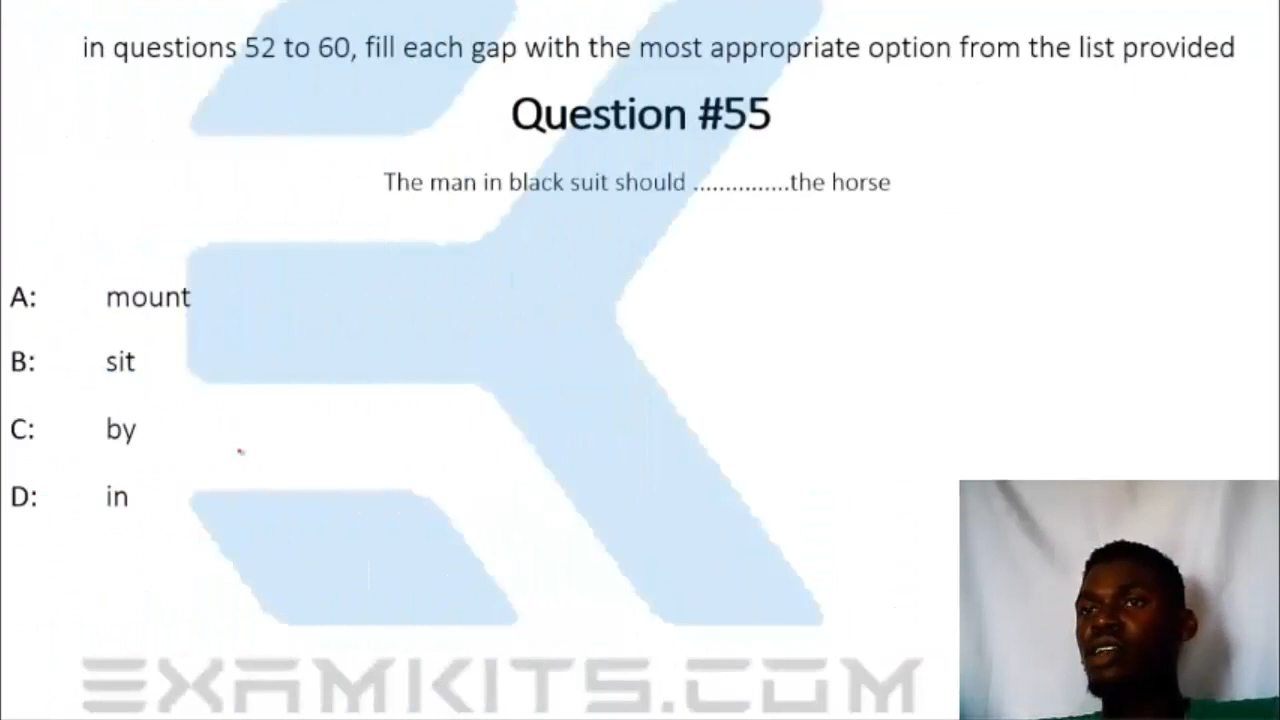 in questions 52 to 60, fill each gap with the most appropriate option from the list provided
Question #55
The man in black suit should ...............the horse
A: mount
B: sit
C: by
D: in
EXAMKITS.COM